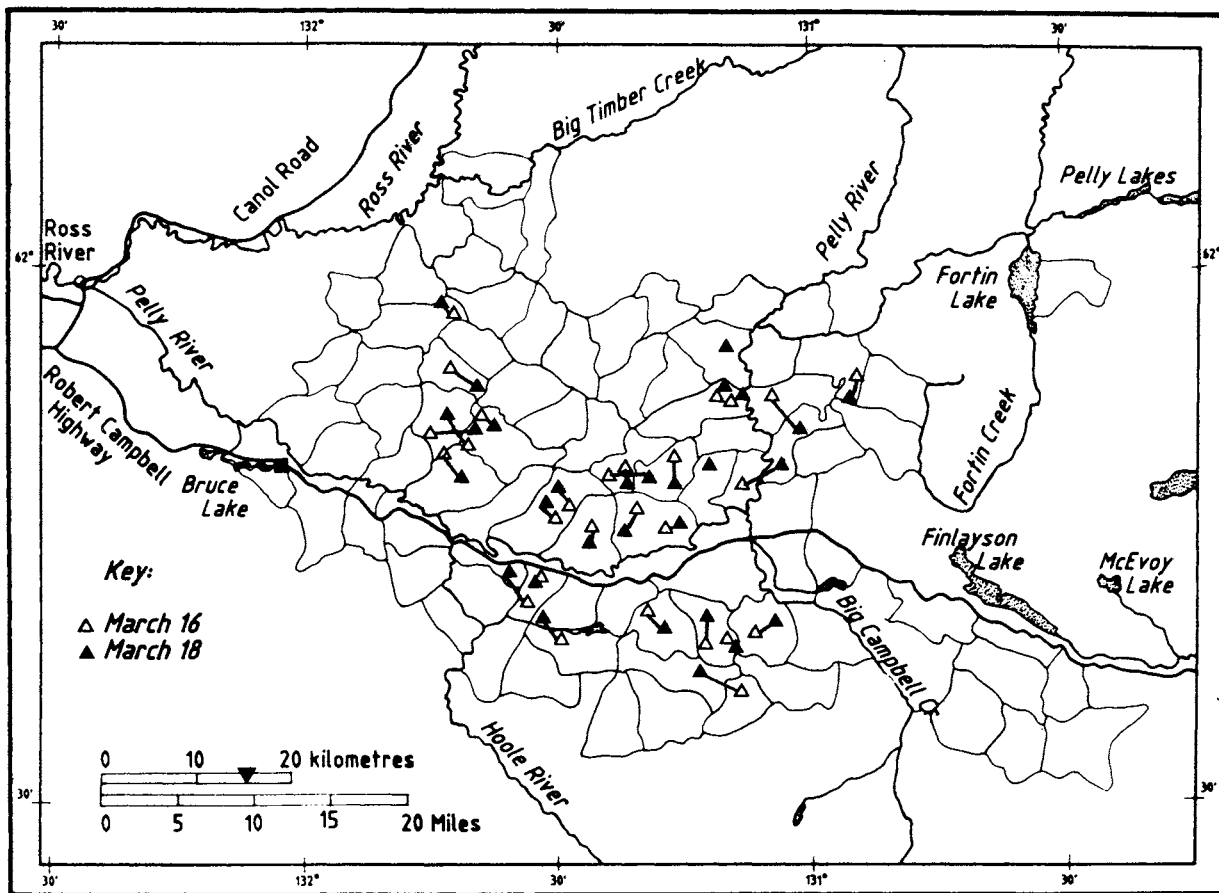 30' 132° 30' 131° 30'
Big Timber Creek
Canol Road
Ross River
Pelly River
Pelly Lakes
Ross
River
62°
62°
Fortin
Lake
Pelly River
Robert Campbell
Highway
Bruce
Lake
Fortin Creek
Finlayson
Lake
McEvoy
Lake
Key:
March 16
March 18
Big Campbell C
Hoole River
0 10 20 kilometres
0 5 10 15 20 Miles
30'
30'
30' 132° 30' 131° 30'